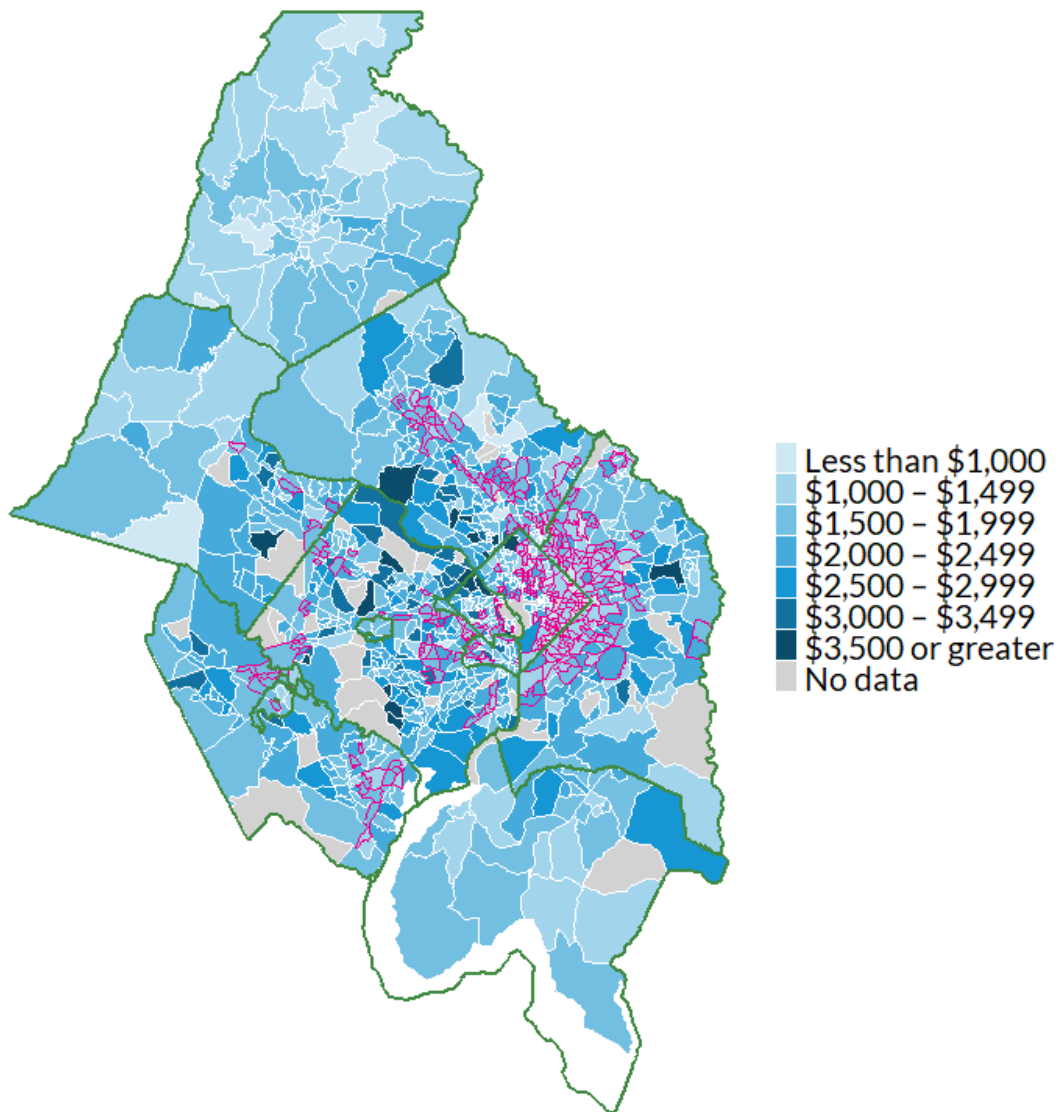 Less than $1,000
$1,000 – $1,499
$1,500 – $1,999
$2,000 – $2,499
$2,500 – $2,999
$3,000 – $3,499
$3,500 or greater
No data